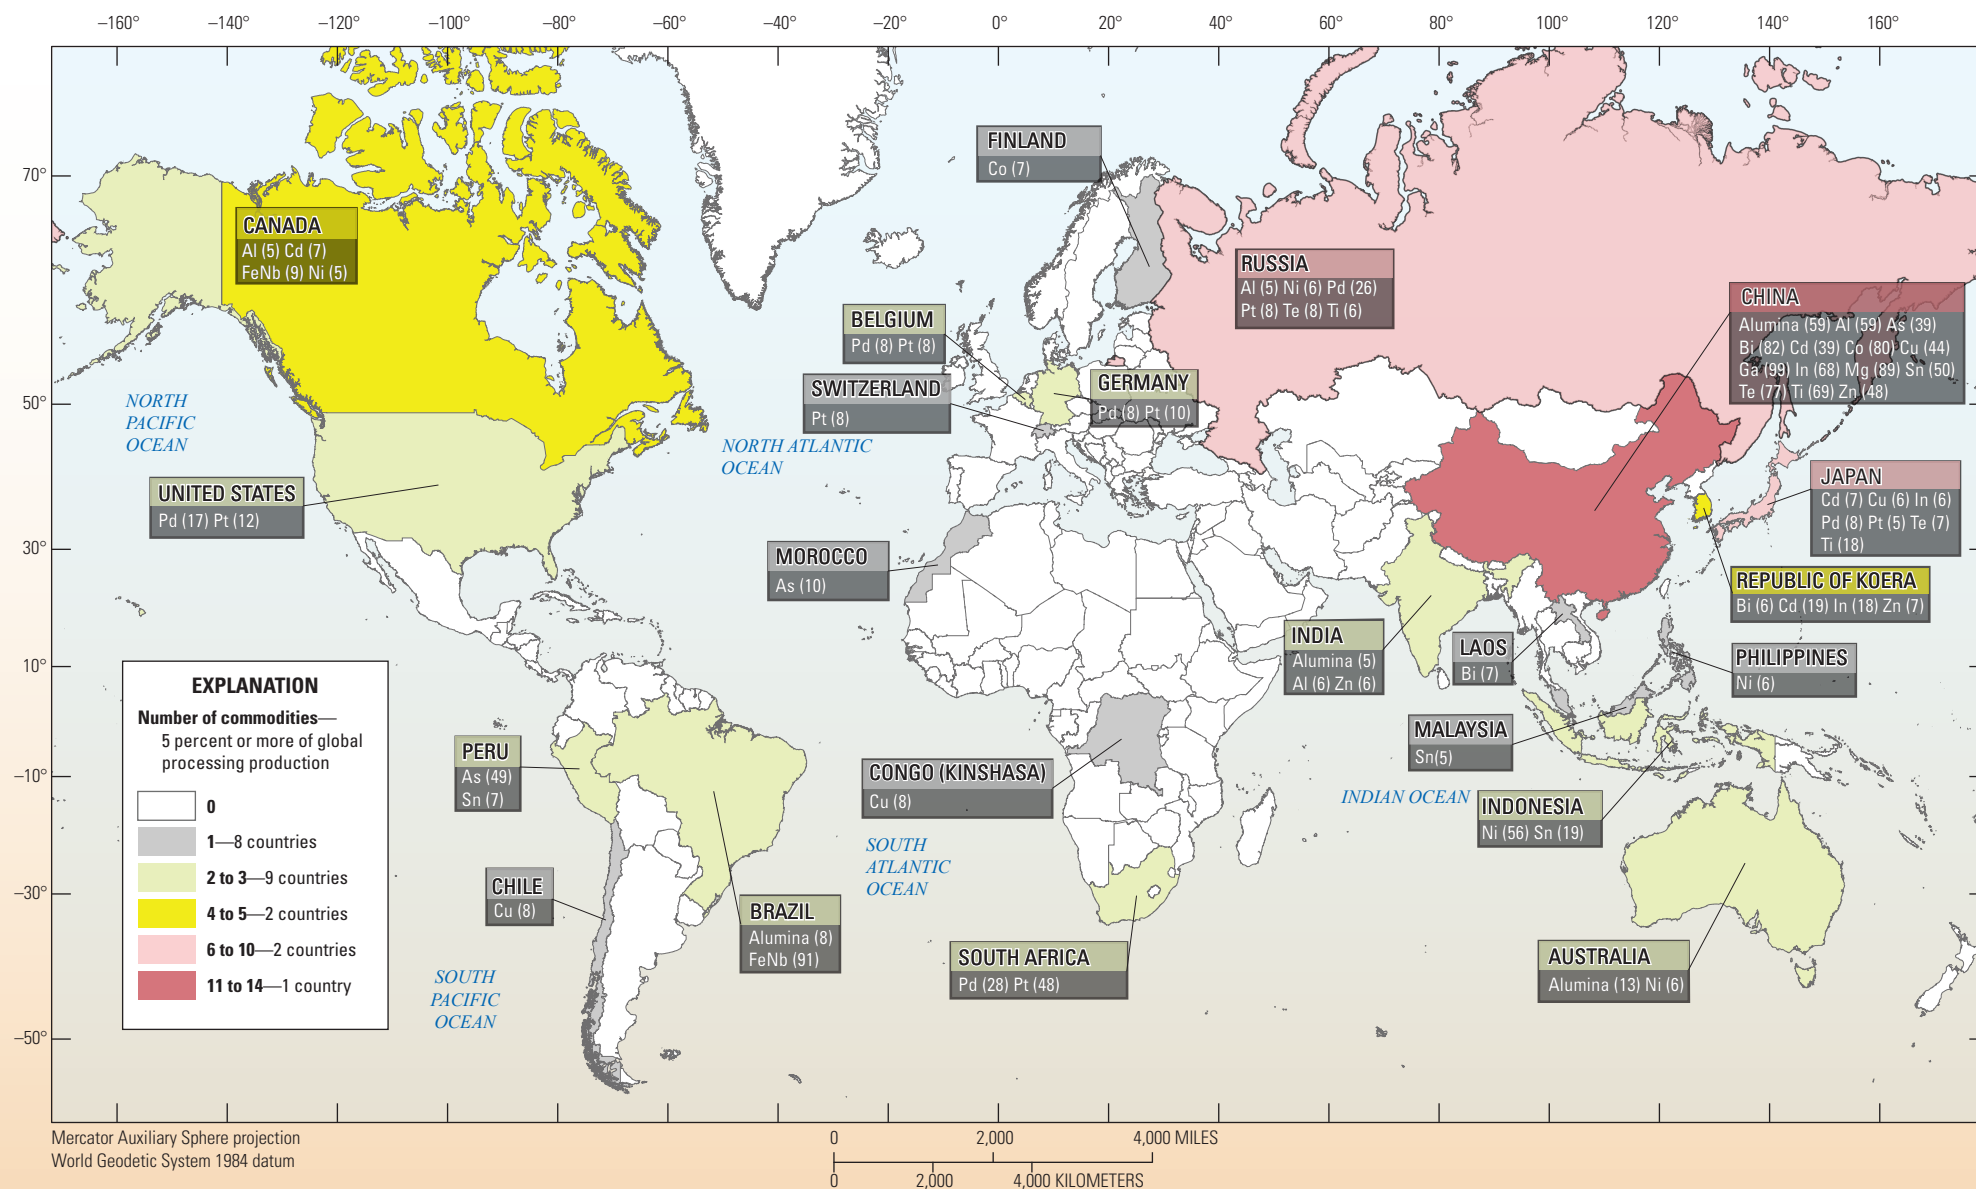 –160° –140° –120° –100° –80° –60° –40° –20° 0° 20° 40° 60° 80° 100° 120° 140° 160°
70°
50°
30°
10°
–10°
–30°
–50°
CANADA
Al (5) Cd (7)
FeNb (9) Ni (5)
FINLAND
Co (7)
RUSSIA
Al (5) Ni (6) Pd (26)
Pt (8) Te (8) Ti (6)
CHINA
Alumina (59) Al (59) As (39)
Bi (82) Cd (39) Co (80) Cu (44)
Ga (99) In (68) Mg (89) Sn (50)
Te (77) Ti (69) Zn (48)
BELGIUM
Pd (8) Pt (8)
SWITZERLAND
Pt (8)
GERMANY
Pd (8) Pt (10)
NORTH
PACIFIC
OCEAN
NORTH ATLANTIC
OCEAN
UNITED STATES
Pd (17) Pt (12)
JAPAN
Cd (7) Cu (6) In (6)
Pd (8) Pt (5) Te (7)
Ti (18)
MOROCCO
As (10)
REPUBLIC OF KOERA
Bi (6) Cd (19) In (18) Zn (7)
INDIA
Alumina (5)
Al (6) Zn (6)
LAOS
Bi (7)
PHILIPPINES
Ni (6)
MALAYSIA
Sn(5)
PERU
As (49)
Sn (7)
CONGO (KINSHASA)
Cu (8)
INDIAN OCEAN
INDONESIA
Ni (56) Sn (19)
SOUTH
ATLANTIC
OCEAN
CHILE
Cu (8)
BRAZIL
Alumina (8)
FeNb (91)
SOUTH AFRICA
Pd (28) Pt (48)
AUSTRALIA
Alumina (13) Ni (6)
SOUTH
PACIFIC
OCEAN
EXPLANATION
Number of commodities—
5 percent or more of global
processing production
0
1—8 countries
2 to 3—9 countries
4 to 5—2 countries
6 to 10—2 countries
11 to 14—1 country
Mercator Auxiliary Sphere projection
World Geodetic System 1984 datum
0 2,000 4,000 MILES
0 2,000 4,000 KILOMETERS